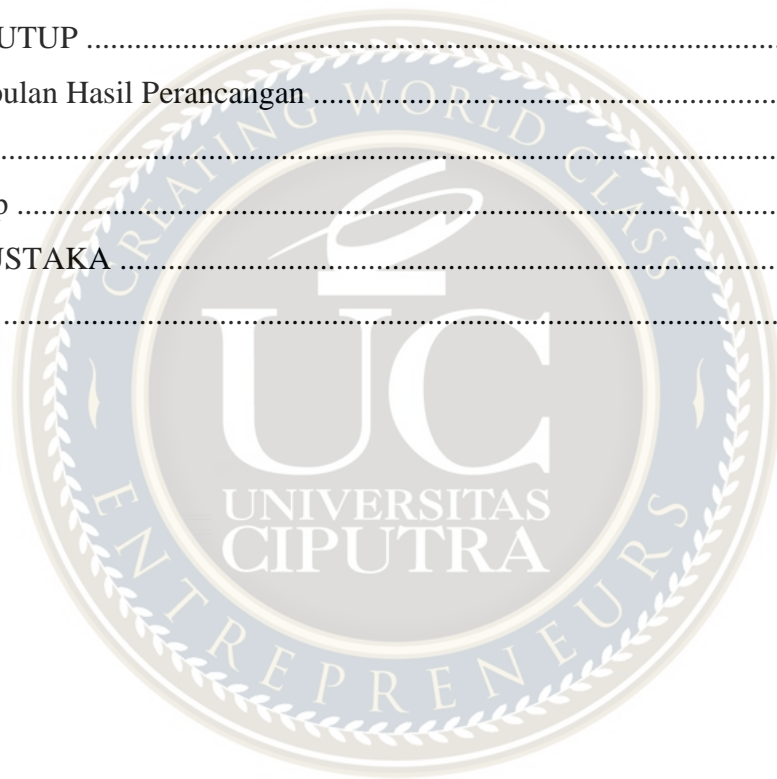 UTUP ................................................................
pulan Hasil Perancangan ................................................................
................................................................
p ................................................................
USTAKA ................................................................
................................................................
CREATING WORLD CLASS
UC
UNIVERSITAS
CIPUTRA
ENTREPRENEURS